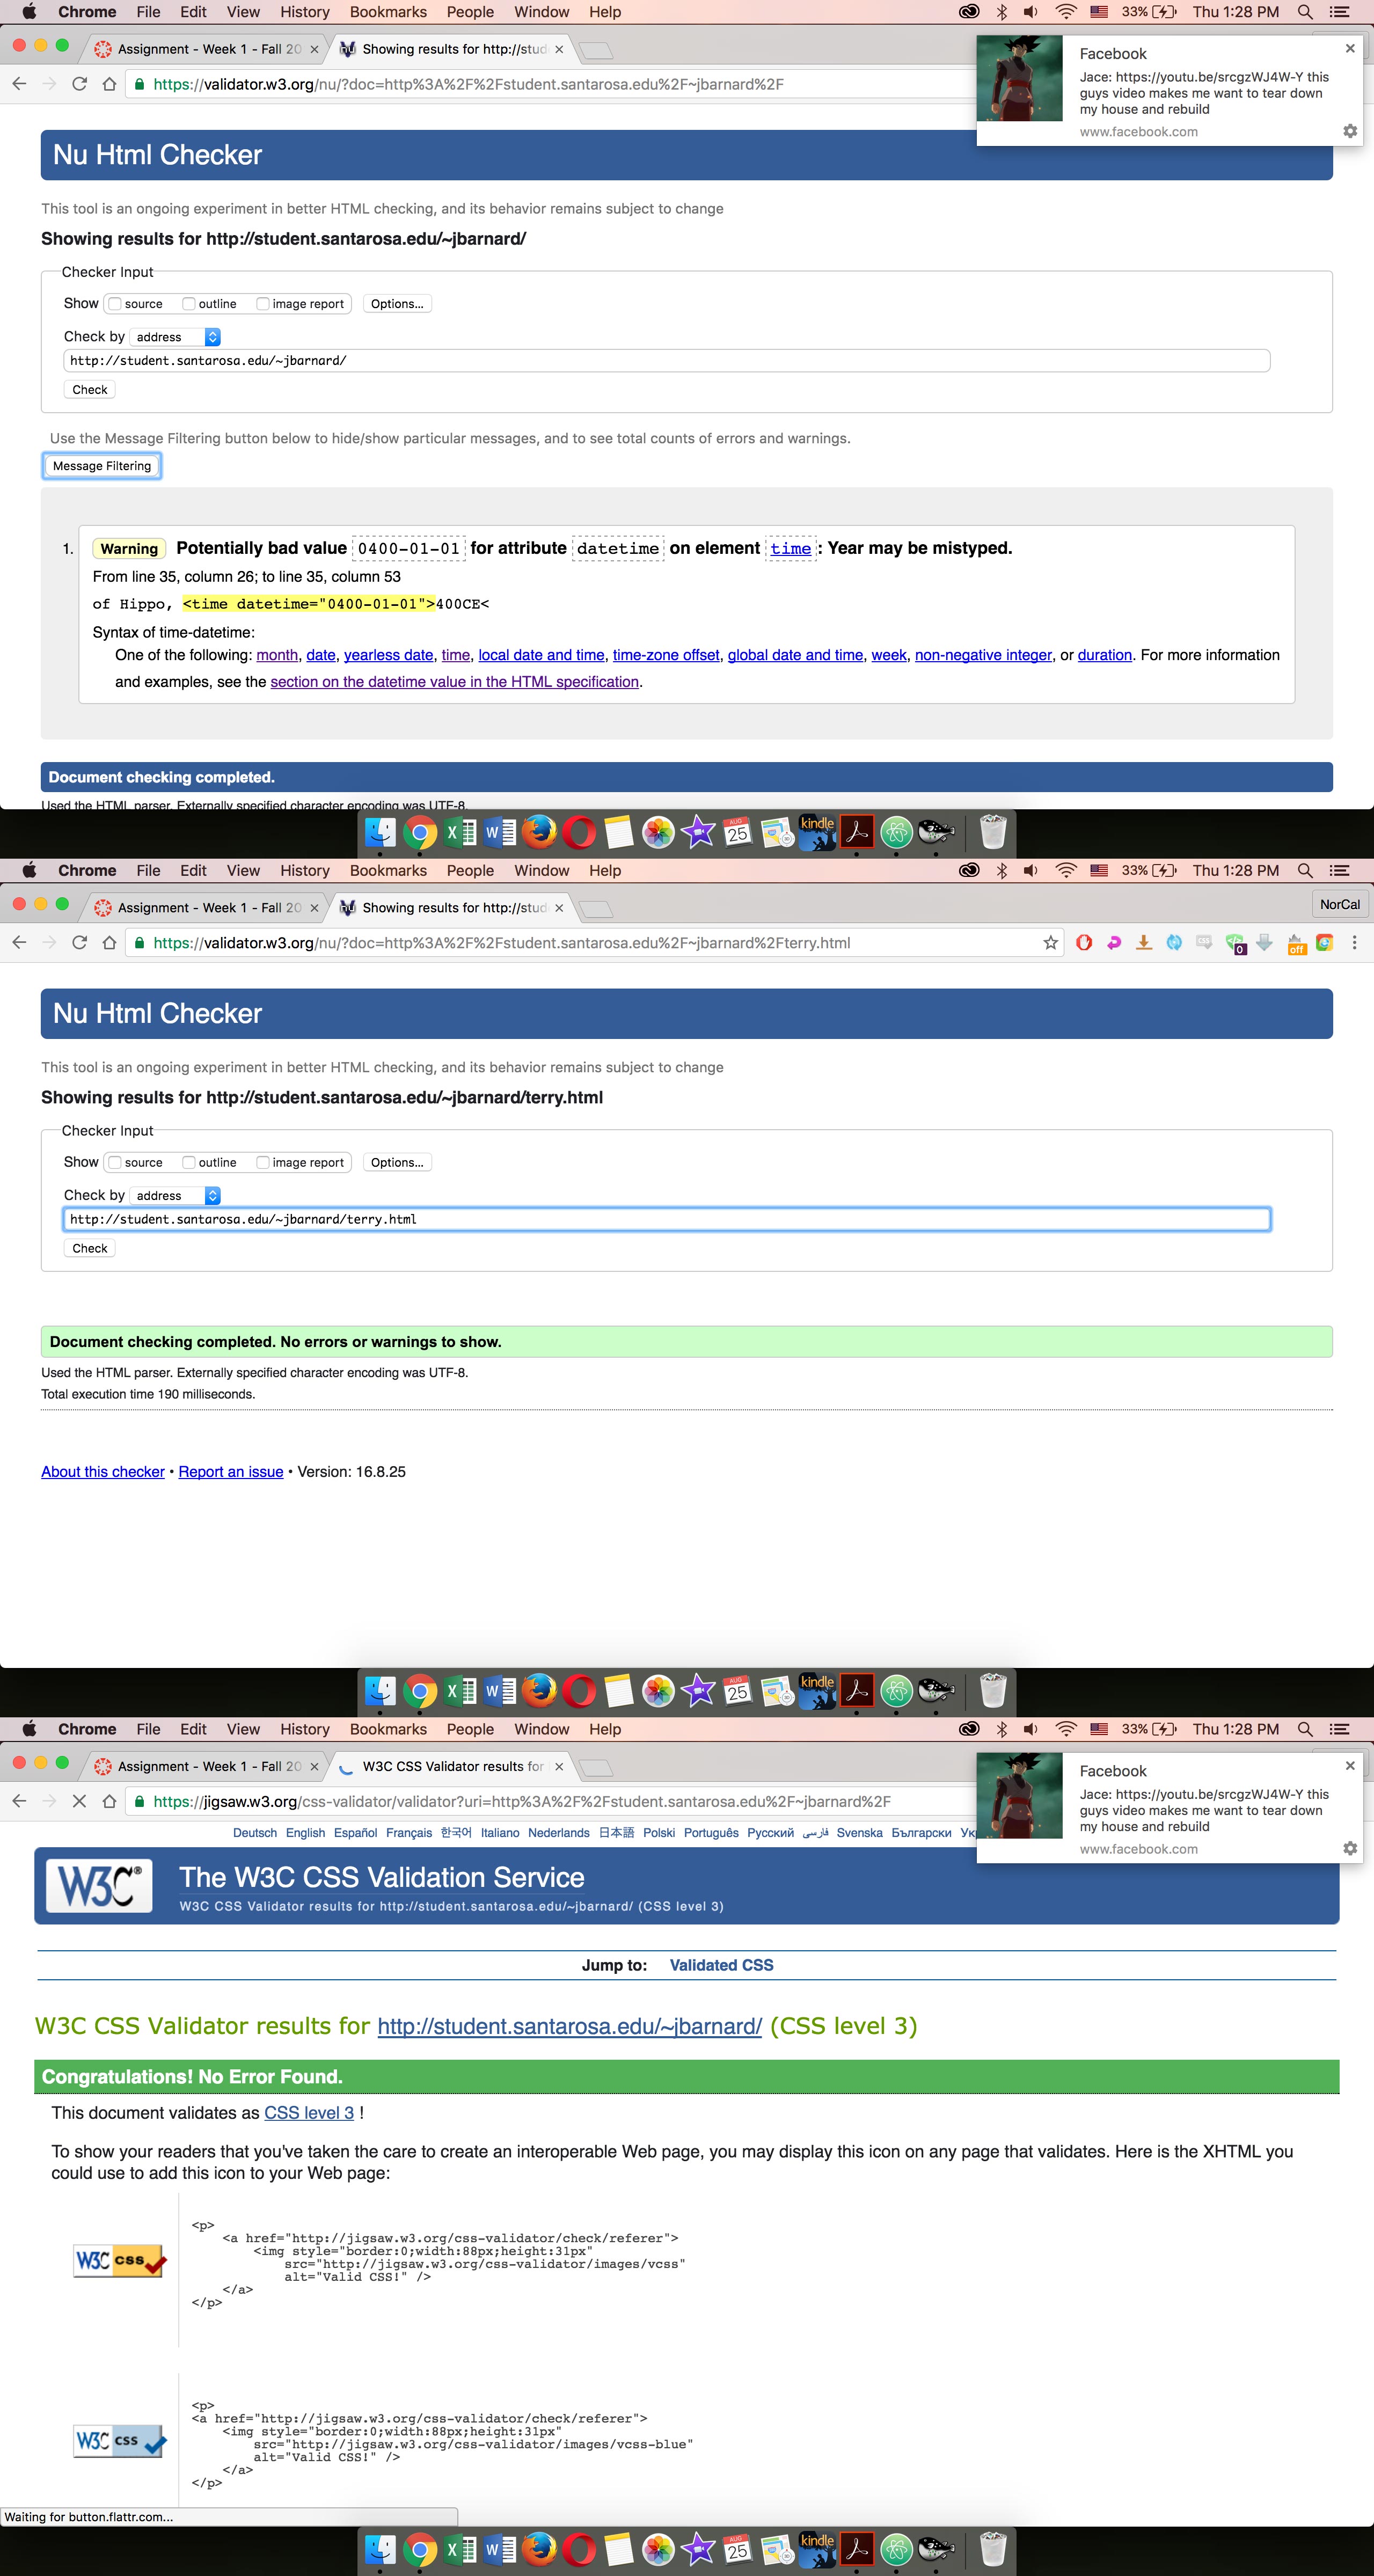 Chrome File Edit View History Bookmarks People Window Help 33% Thu 1:28 PM
Assignment - Week 1 - Fall 20 Showing results for http://stud
https://validator.w3.org/nu/?doc=http%3A%2F%2Fstudent.santarosa.edu%2F~jbarnard%2F
Facebook
Jace: https://youtu.be/srcgzWJ4W-Y this
guys video makes me want to tear down
my house and rebuild
www.facebook.com
Nu Html Checker
This tool is an ongoing experiment in better HTML checking, and its behavior remains subject to change
Showing results for http://student.santarosa.edu/~jbarnard/
Checker Input
Show source outline image report Options...
Check by address
http://student.santarosa.edu/~jbarnard/
Check
Use the Message Filtering button below to hide/show particular messages, and to see total counts of errors and warnings.
Message Filtering
1. Warning Potentially bad value 0400-01-01 for attribute datetime on element time: Year may be mistyped.
From line 35, column 26; to line 35, column 53
of Hippo, <time datetime="0400-01-01">400CE<
Syntax of time-datetime:
One of the following: month, date, yearless date, time, local date and time, time-zone offset, global date and time, week, non-negative integer, or duration. For more information
and examples, see the section on the datetime value in the HTML specification.
Document checking completed.
Used the HTML parser. Externally specified character encoding was UTF-8.
AUG
25
kindle
Chrome File Edit View History Bookmarks People Window Help 33% Thu 1:28 PM
Assignment - Week 1 - Fall 20 Showing results for http://stud NorCal
https://validator.w3.org/nu/?doc=http%3A%2F%2Fstudent.santarosa.edu%2F~jbarnard%2Fterry.html
0 off
Nu Html Checker
This tool is an ongoing experiment in better HTML checking, and its behavior remains subject to change
Showing results for http://student.santarosa.edu/~jbarnard/terry.html
Checker Input
Show source outline image report Options...
Check by address
http://student.santarosa.edu/~jbarnard/terry.html
Check
Document checking completed. No errors or warnings to show.
Used the HTML parser. Externally specified character encoding was UTF-8.
Total execution time 190 milliseconds.
About this checker • Report an issue • Version: 16.8.25
AUG
25
kindle
Chrome File Edit View History Bookmarks People Window Help 33% Thu 1:28 PM
Assignment - Week 1 - Fall 20 W3C CSS Validator results for
https://jigsaw.w3.org/css-validator/validator?uri=http%3A%2F%2Fstudent.santarosa.edu%2F~jbarnard%2F
Facebook
Jace: https://youtu.be/srcgzWJ4W-Y this
guys video makes me want to tear down
my house and rebuild
www.facebook.com
Deutsch English Español Français 한국어 Italiano Nederlands 日本語 Polski Português Русский فارسی Svenska Български Ук
W3C® The W3C CSS Validation Service
W3C CSS Validator results for http://student.santarosa.edu/~jbarnard/ (CSS level 3)
Jump to: Validated CSS
W3C CSS Validator results for http://student.santarosa.edu/~jbarnard/ (CSS level 3)
Congratulations! No Error Found.
This document validates as CSS level 3 !
To show your readers that you've taken the care to create an interoperable Web page, you may display this icon on any page that validates. Here is the XHTML you
could use to add this icon to your Web page:
W3C css
<p>
<a href="http://jigsaw.w3.org/css-validator/check/referer">
<img style="border:0;width:88px;height:31px"
src="http://jigsaw.w3.org/css-validator/images/vcss"
alt="Valid CSS!" />
</a>
</p>
W3C css
<p>
<a href="http://jigsaw.w3.org/css-validator/check/referer">
<img style="border:0;width:88px;height:31px"
src="http://jigsaw.w3.org/css-validator/images/vcss-blue"
alt="Valid CSS!" />
</a>
</p>
Waiting for button.flattr.com...
AUG
25
kindle